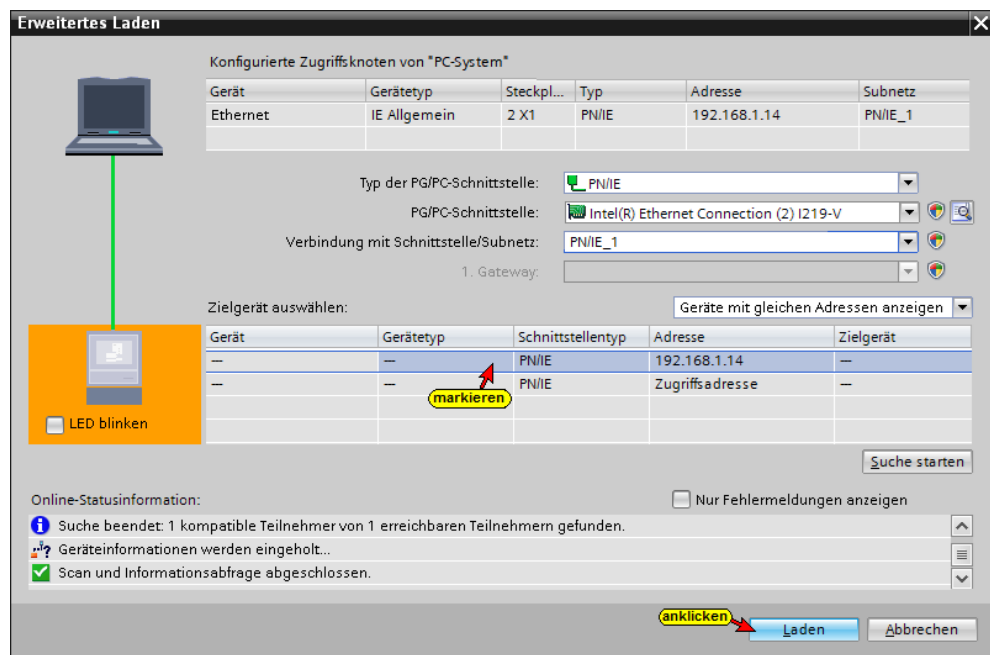 Erweitertes Laden
Konfigurierte Zugriffsknoten von "PC-System"
Gerät Gerätetyp Steckpl... Typ Adresse Subnetz
Ethernet IE Allgemein 2 X1 PN/IE 192.168.1.14 PN/IE_1
Typ der PG/PC-Schnittstelle: PN/IE
PG/PC-Schnittstelle: Intel(R) Ethernet Connection (2) I219-V
Verbindung mit Schnittstelle/Subnetz: PN/IE_1
1. Gateway:
Zielgerät auswählen: Geräte mit gleichen Adressen anzeigen
Gerät Gerätetyp Schnittstellentyp Adresse Zielgerät
— — PN/IE 192.168.1.14 —
— — PN/IE Zugriffsadresse —
markieren
LED blinken
Suche starten
Online-Statusinformation: Nur Fehlermeldungen anzeigen
Suche beendet: 1 kompatible Teilnehmer von 1 erreichbaren Teilnehmern gefunden.
Geräteinformationen werden eingeholt...
Scan und Informationsabfrage abgeschlossen.
anklicken
Laden Abbrechen